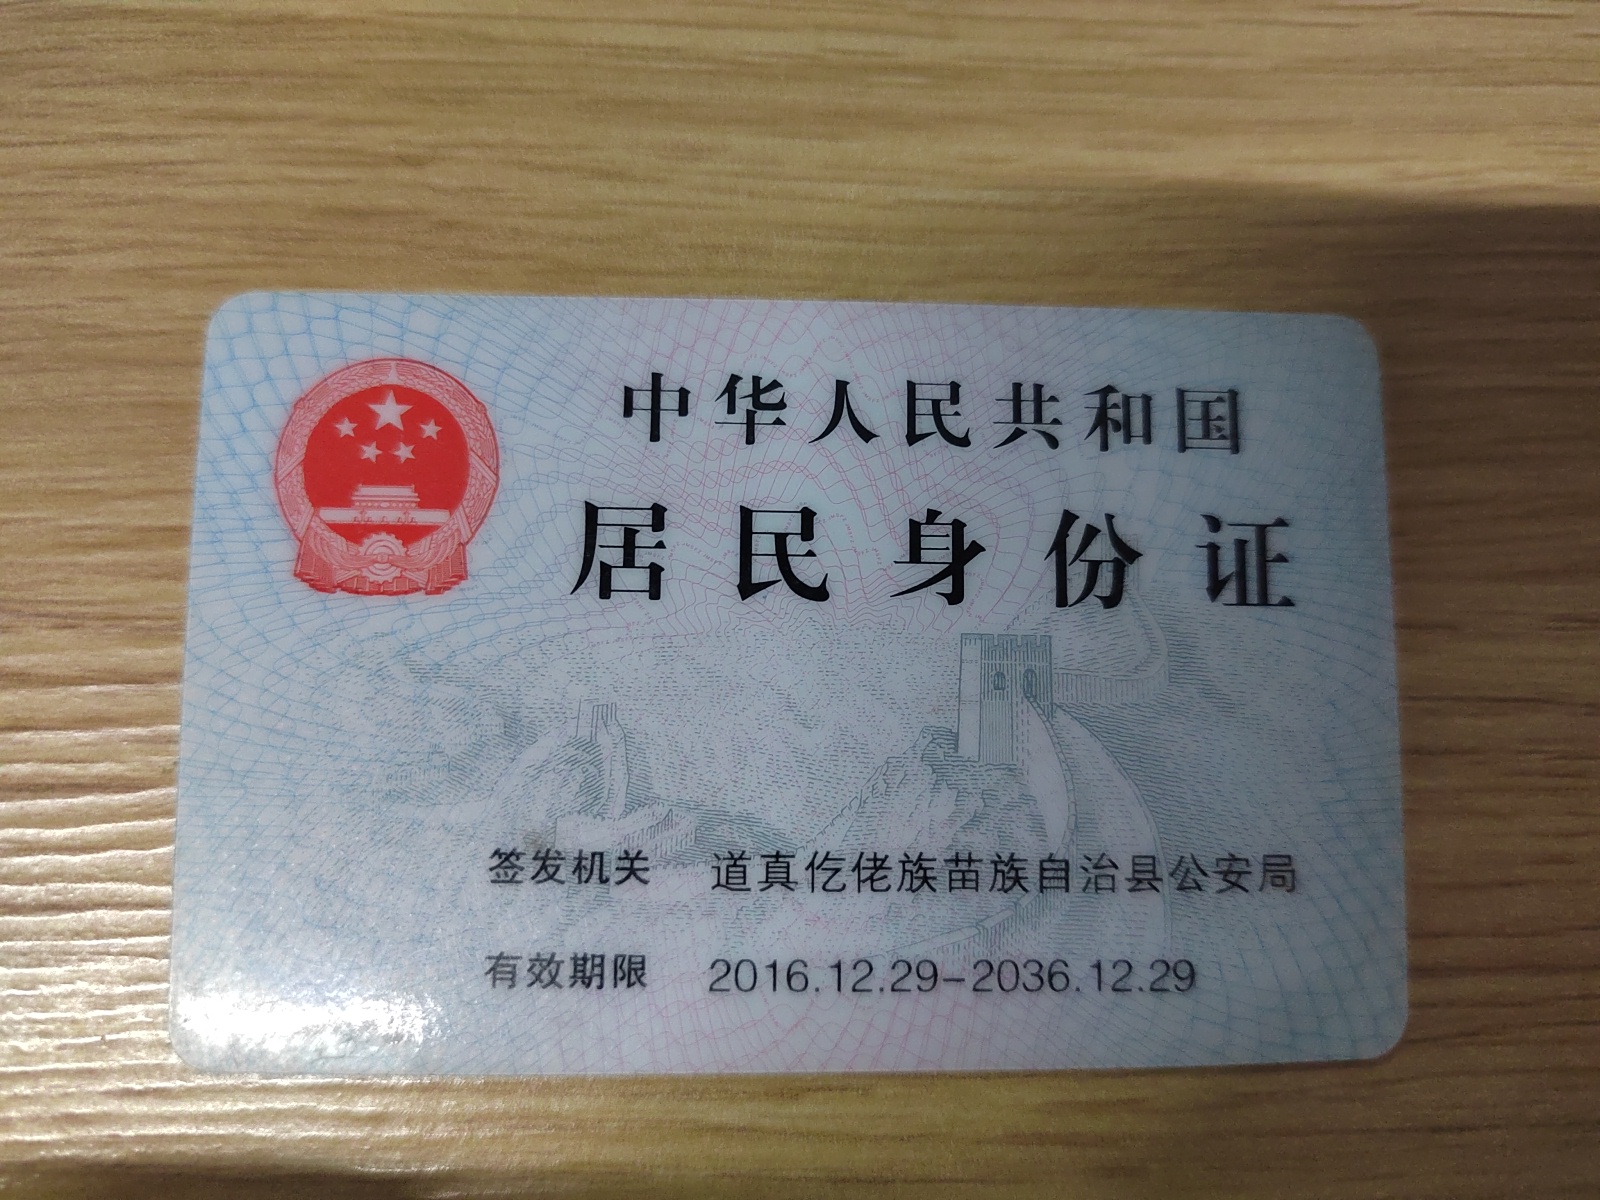 中华人民共和国
居民身份证
签发机关 道真仡佬族苗族自治县公安局
有效期限 2016.12.29-2036.12.29